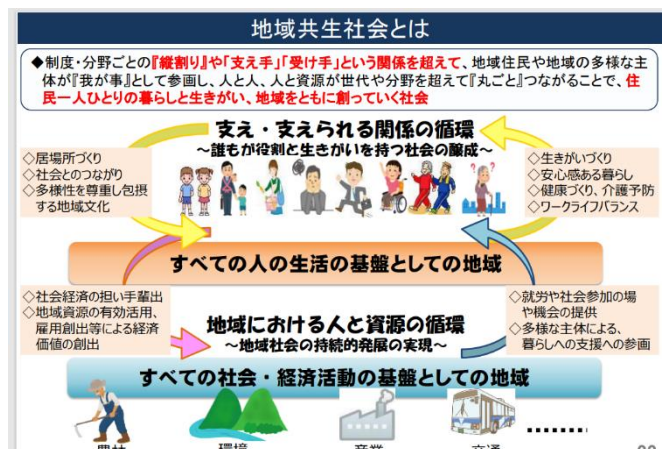 地域共生社会とは
◆制度・分野ごとの『縦割り』や「支え手」「受け手」という関係を超えて、地域住民や地域の多様な主
体が『我が事』として参画し、人と人、人と資源が世代や分野を超えて『丸ごと』つながることで、住
民一人ひとりの暮らしと生きがい、地域をともに創っていく社会
支え・支えられる関係の循環
～誰もが役割と生きがいを持つ社会の醸成～
◇居場所づくり
◇社会とのつながり
◇多様性を尊重し包摂
する地域文化
◇生きがいづくり
◇安心感ある暮らし
◇健康づくり、介護予防
◇ワークライフバランス
すべての人の生活の基盤としての地域
◇社会経済の担い手輩出
◇地域資源の有効活用、
雇用創出等による経済
価値の創出
地域における人と資源の循環
～地域社会の持続的発展の実現～
◇就労や社会参加の場
や機会の提供
◇多様な主体による、
暮らしへの支援への参画
すべての社会・経済活動の基盤としての地域
農林
環境
産業
交通